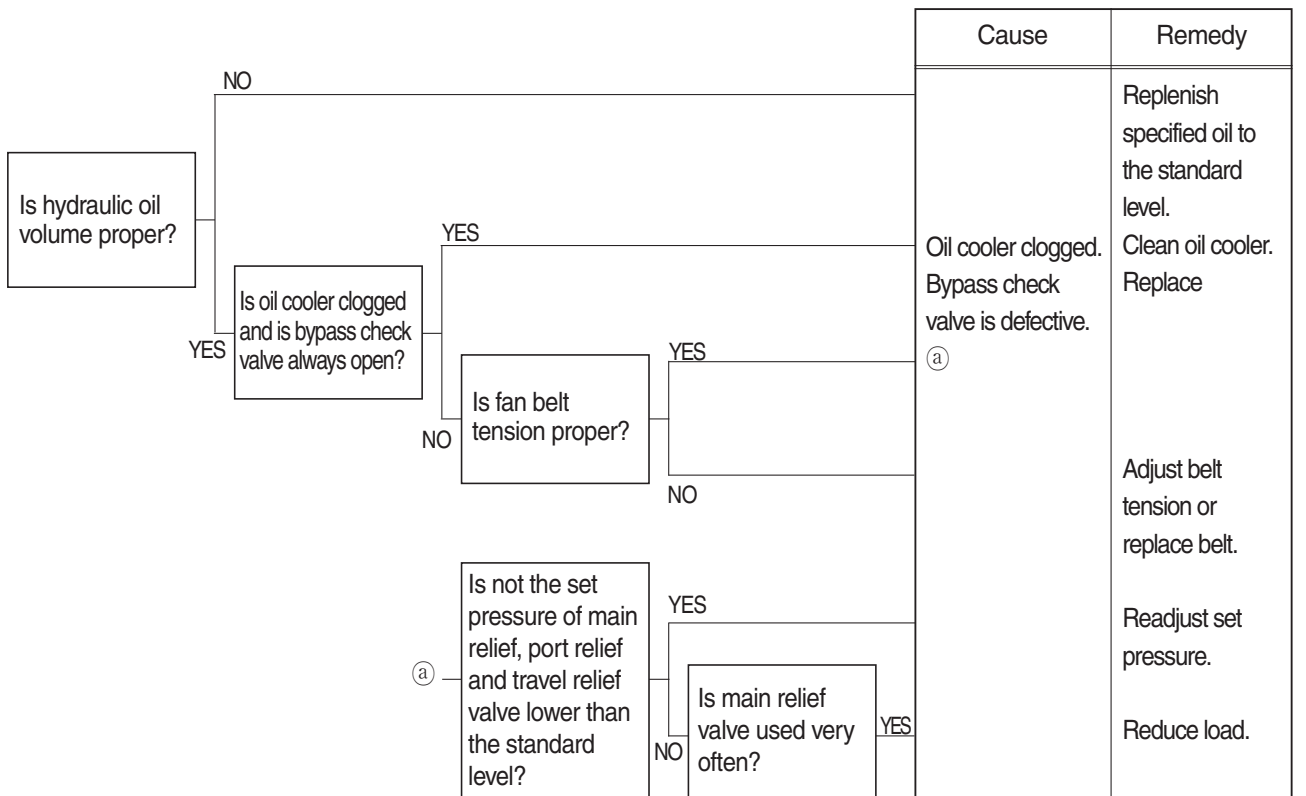 Cause
Remedy
NO
Replenish
specified oil to
the standard
level.
Is hydraulic oil
volume proper?
YES
Oil cooler clogged.
Clean oil cooler.
Bypass check
Replace
valve is defective.
YES
Is oil cooler clogged
and is bypass check
valve always open?
YES
ⓐ
NO
Is fan belt
tension proper?
NO
Adjust belt
tension or
replace belt.
ⓐ
Is not the set
pressure of main
relief, port relief
and travel relief
valve lower than
the standard
level?
YES
Readjust set
pressure.
NO
Is main relief
valve used very
often?
YES
Reduce load.